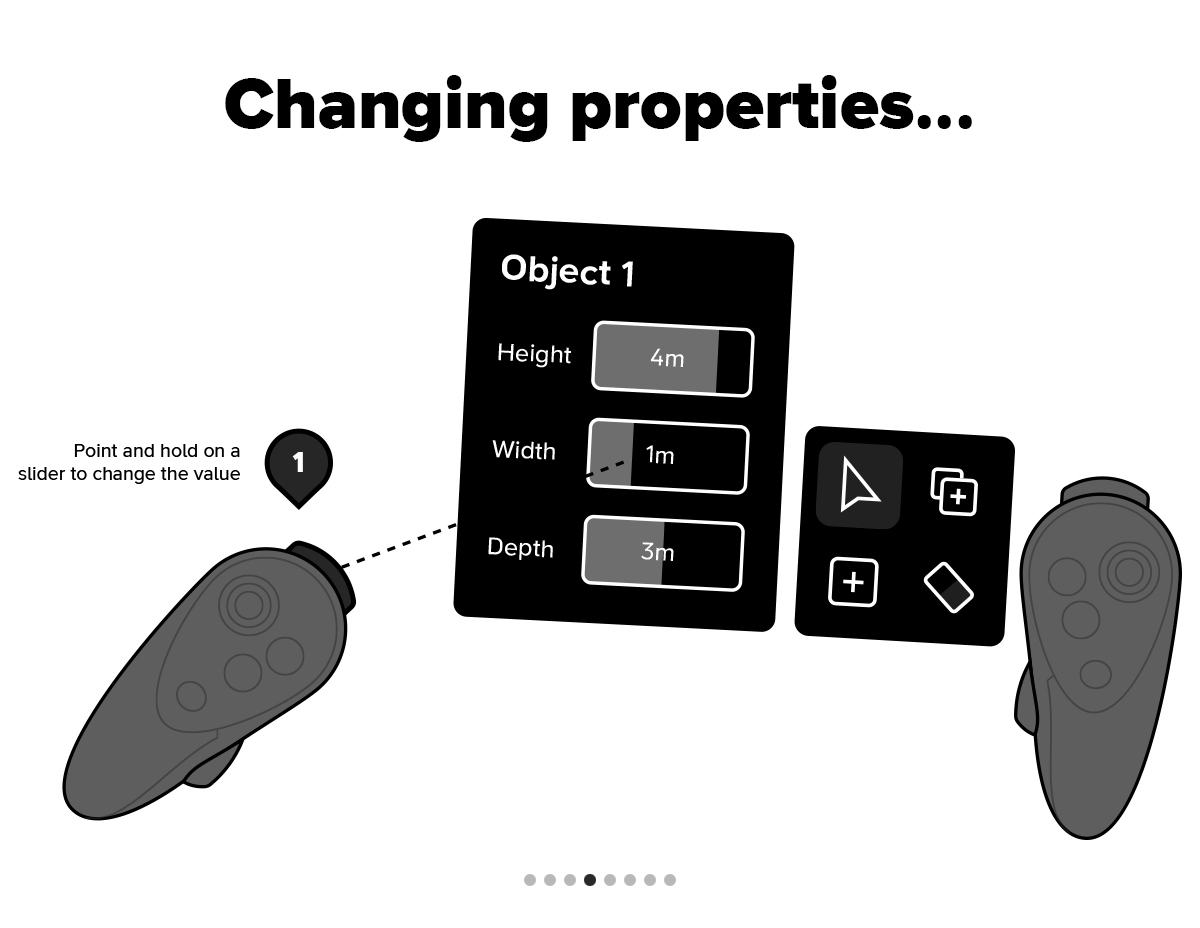 Changing properties...
Object 1
Height 4m
Width 1m
Depth 3m
Point and hold on a
slider to change the value
1